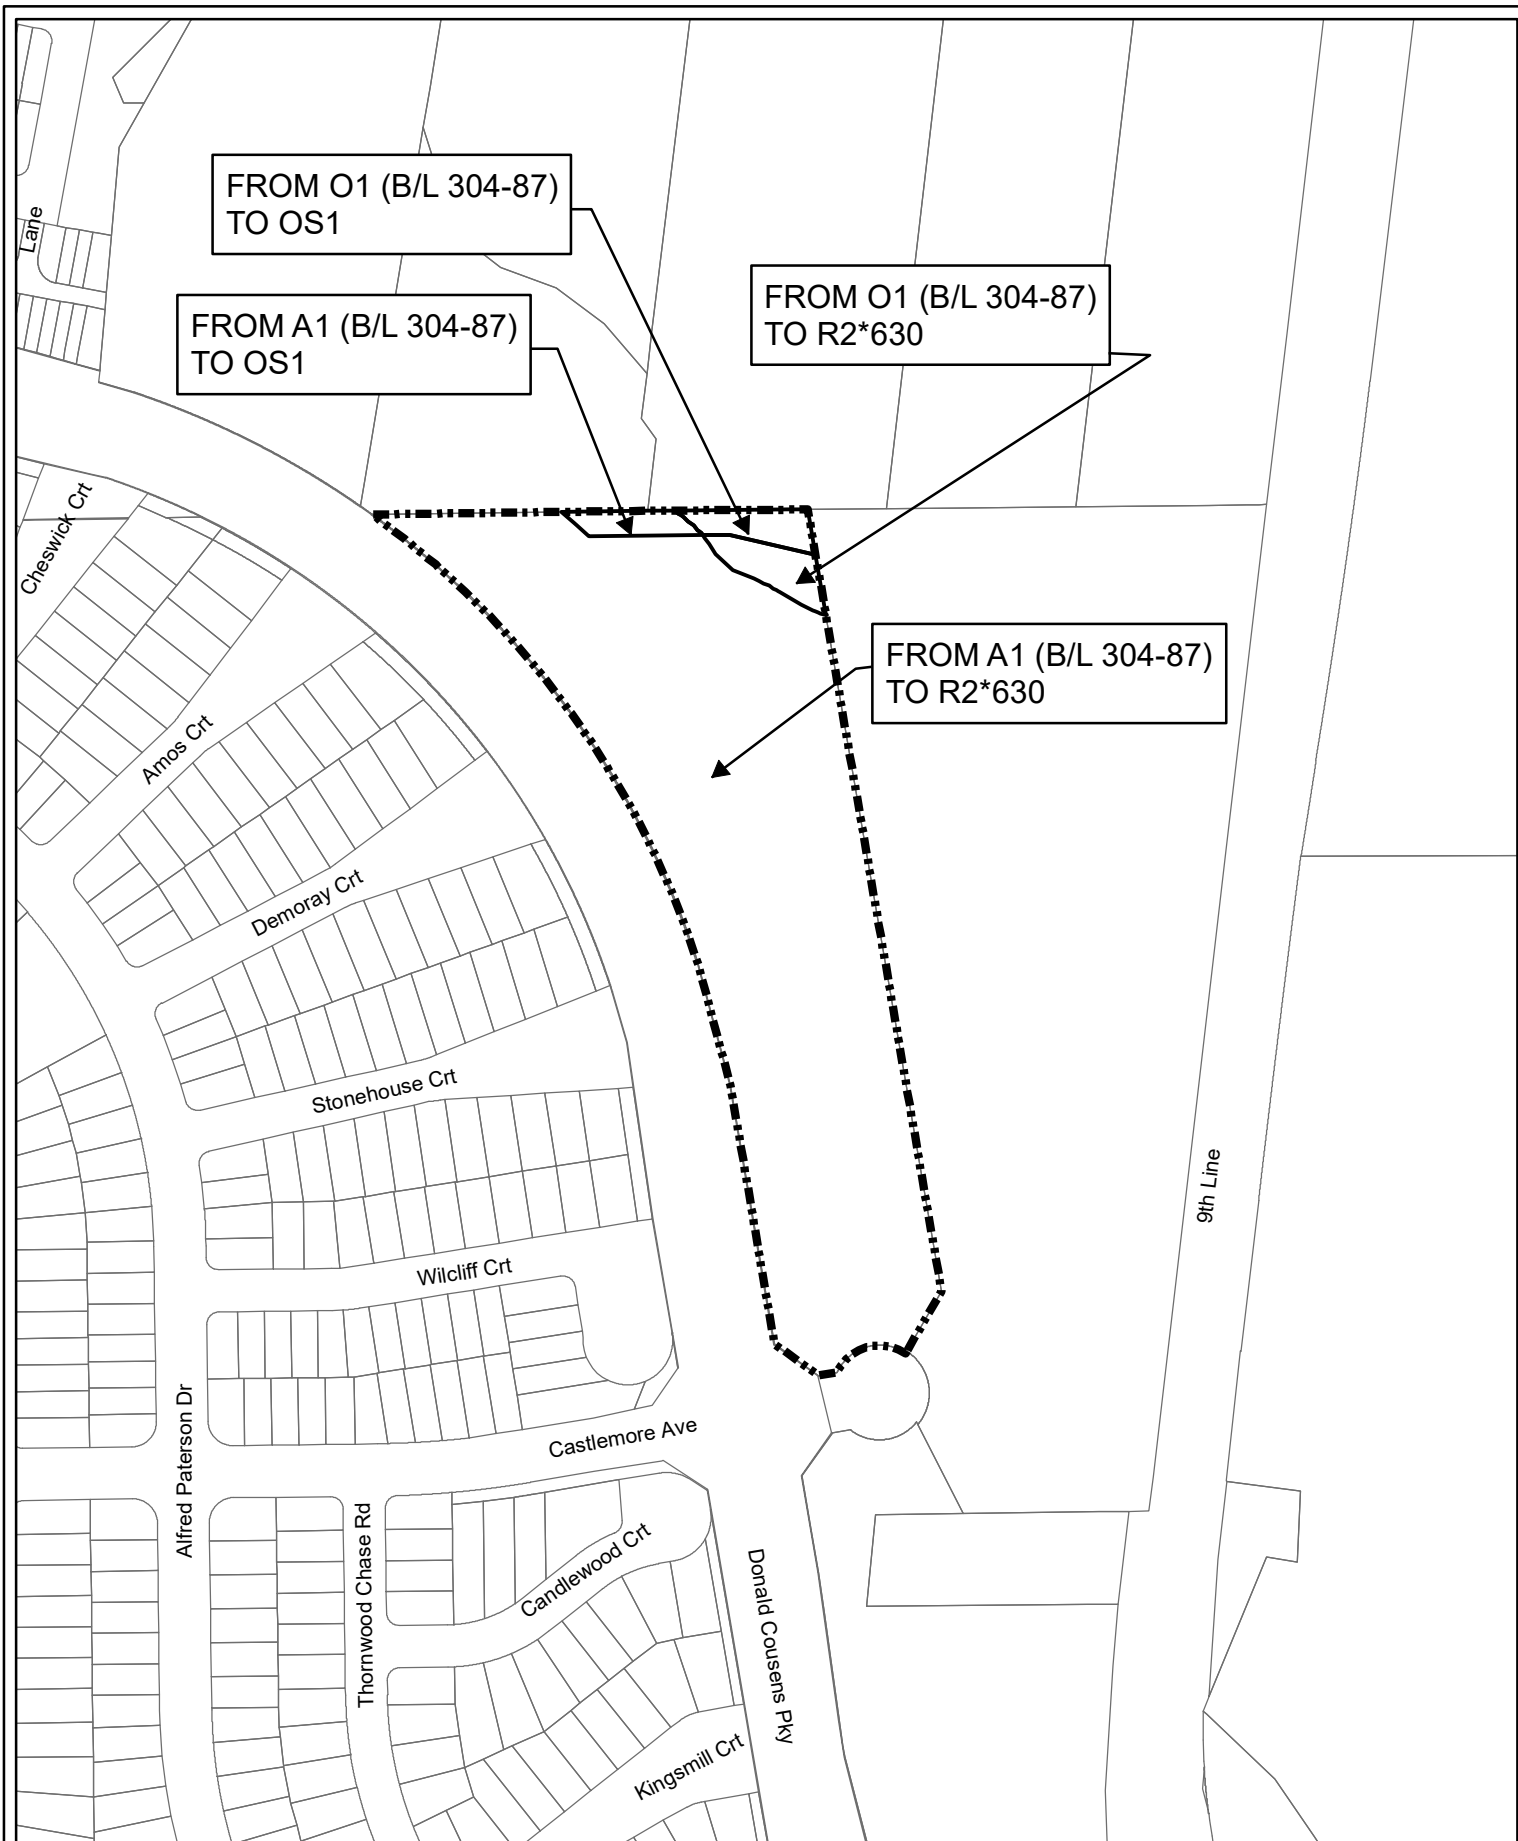 FROM O1 (B/L 304-87)
TO OS1
Lane
FROM O1 (B/L 304-87)
TO R2*630
FROM A1 (B/L 304-87)
TO OS1
Cheswick Crt
FROM A1 (B/L 304-87)
TO R2*630
Amos Crt
Demoray Crt
Stonehouse Crt
9th Line
Wilcliff Crt
Castlemore Ave
Alfred Paterson Dr
Thornwood Chase Rd
Candlewood Crt
Donald Cousens Pky
Kingsmill Crt